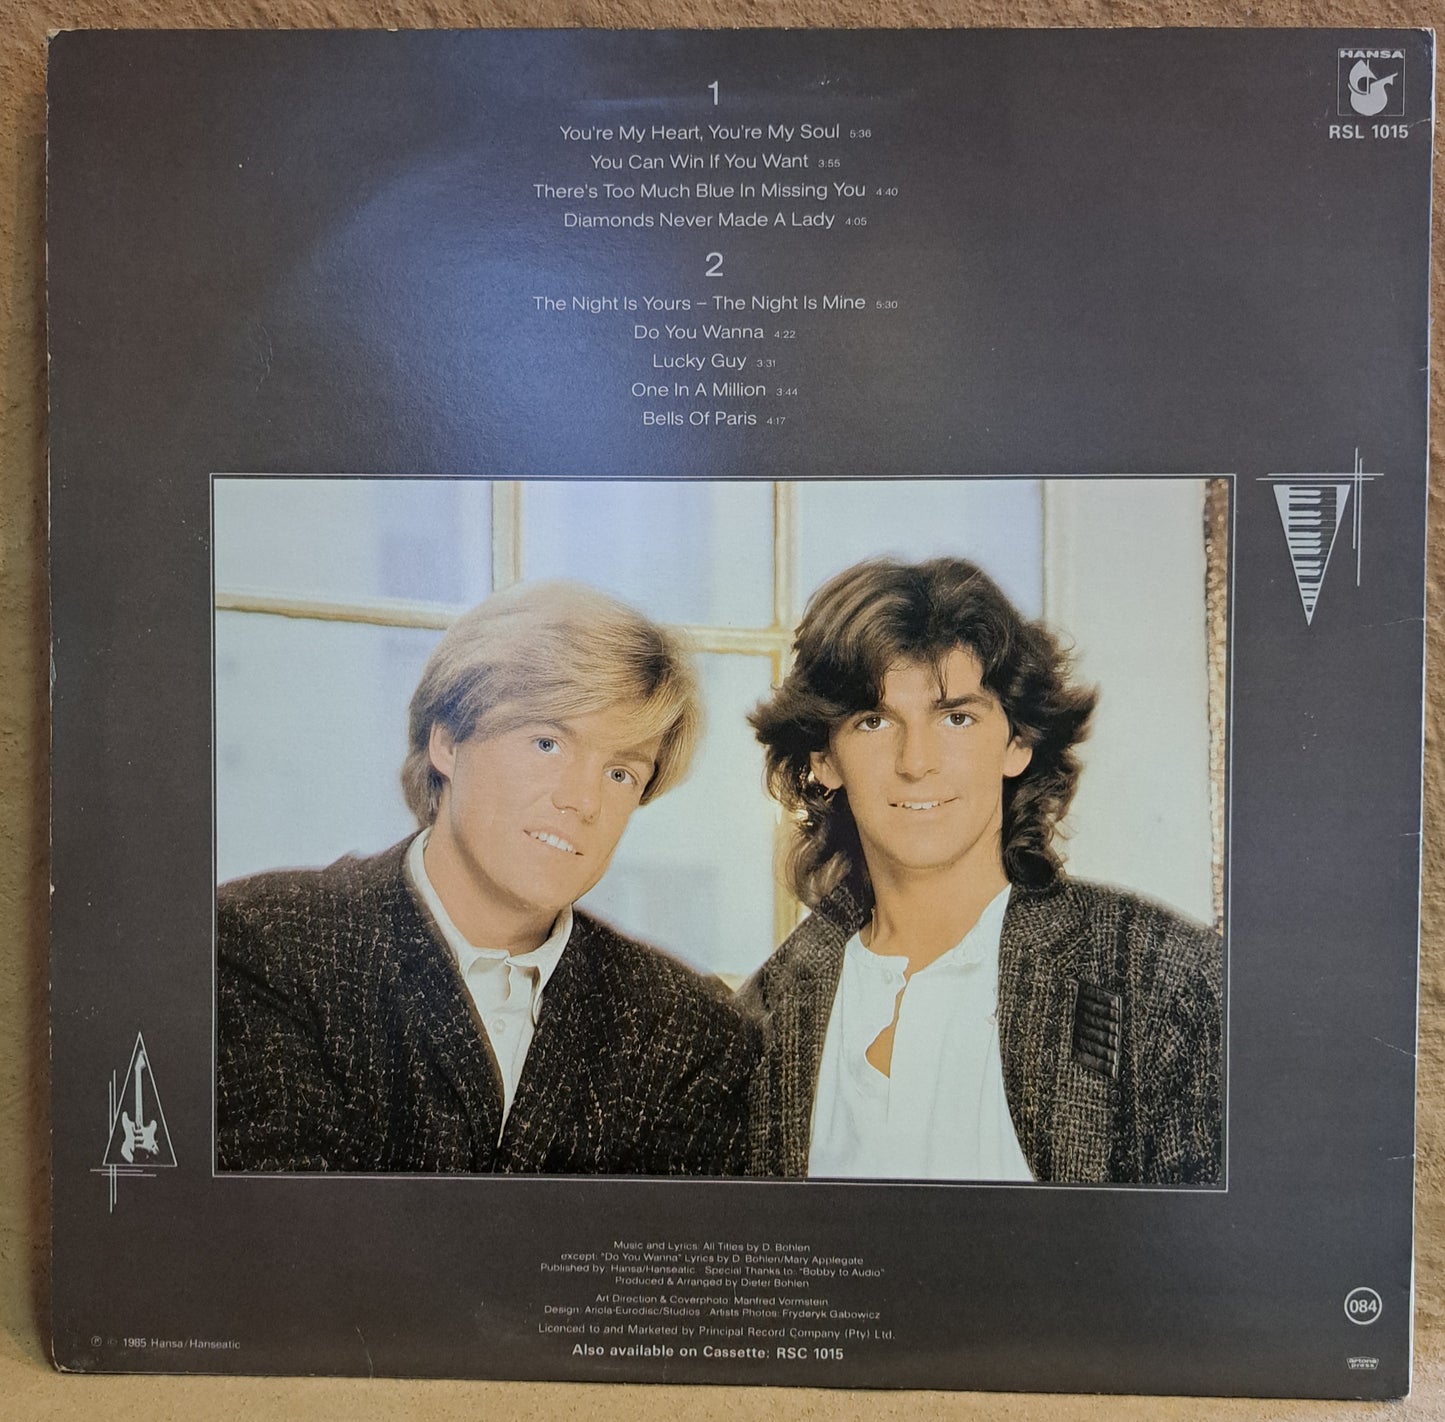 HANSA
RSL 1015
1
You're My Heart, You're My Soul 5:36
You Can Win If You Want 3:55
There's Too Much Blue In Missing You 4:40
Diamonds Never Made A Lady 4:05
2
The Night Is Yours – The Night Is Mine 5:30
Do You Wanna 4:22
Lucky Guy 3:31
One In A Million 3:44
Bells Of Paris 4:17
Music and Lyrics: All Titles by D. Bohlen
except: "Do You Wanna" Lyrics by D. Bohlen/Mary Applegate
Published by: Hansa/Hanseatic Special Thanks to: "Bobby to Audio"
Produced & Arranged by Dieter Bohlen
Art Direction & Coverphoto: Manfred Vormstein
Design: Ariola-Eurodisc/Studios Artists Photos: Fryderyk Gabowicz
Licenced to and Marketed by Principal Record Company (Pty) Ltd.
Also available on Cassette: RSC 1015
℗ © 1985 Hansa/Hanseatic
084
artone press